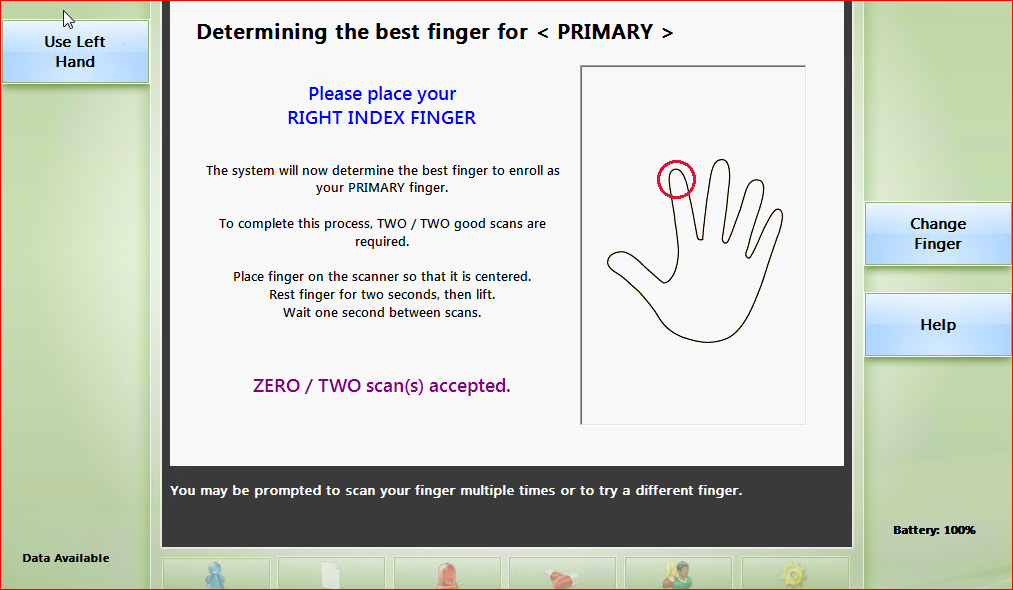 Use Left
Hand
Determining the best finger for < PRIMARY >
Please place your
RIGHT INDEX FINGER
The system will now determine the best finger to enroll as
your PRIMARY finger.
To complete this process, TWO / TWO good scans are
required.
Place finger on the scanner so that it is centered.
Rest finger for two seconds, then lift.
Wait one second between scans.
ZERO / TWO scan(s) accepted.
Change
Finger
Help
You may be prompted to scan your finger multiple times or to try a different finger.
Battery: 100%
Data Available